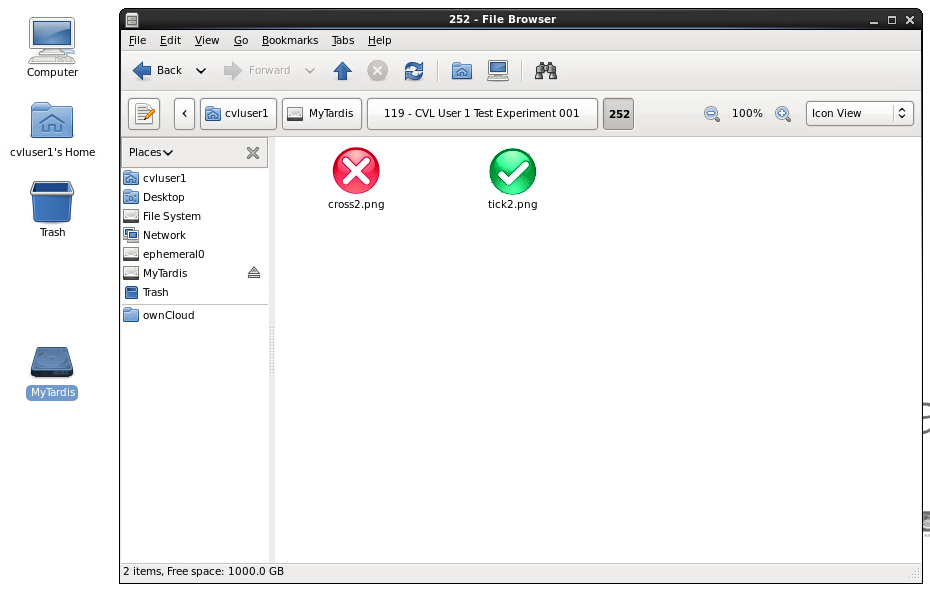 252 - File Browser
File Edit View Go Bookmarks Tabs Help
Back Forward
cvluser1 MyTardis 119 - CVL User 1 Test Experiment 001 252 100% Icon View
Places
cvluser1
Desktop
File System
Network
ephemeral0
MyTardis
Trash
ownCloud
cross2.png tick2.png
2 items, Free space: 1000.0 GB
Computer
cvluser1's Home
Trash
MyTardis